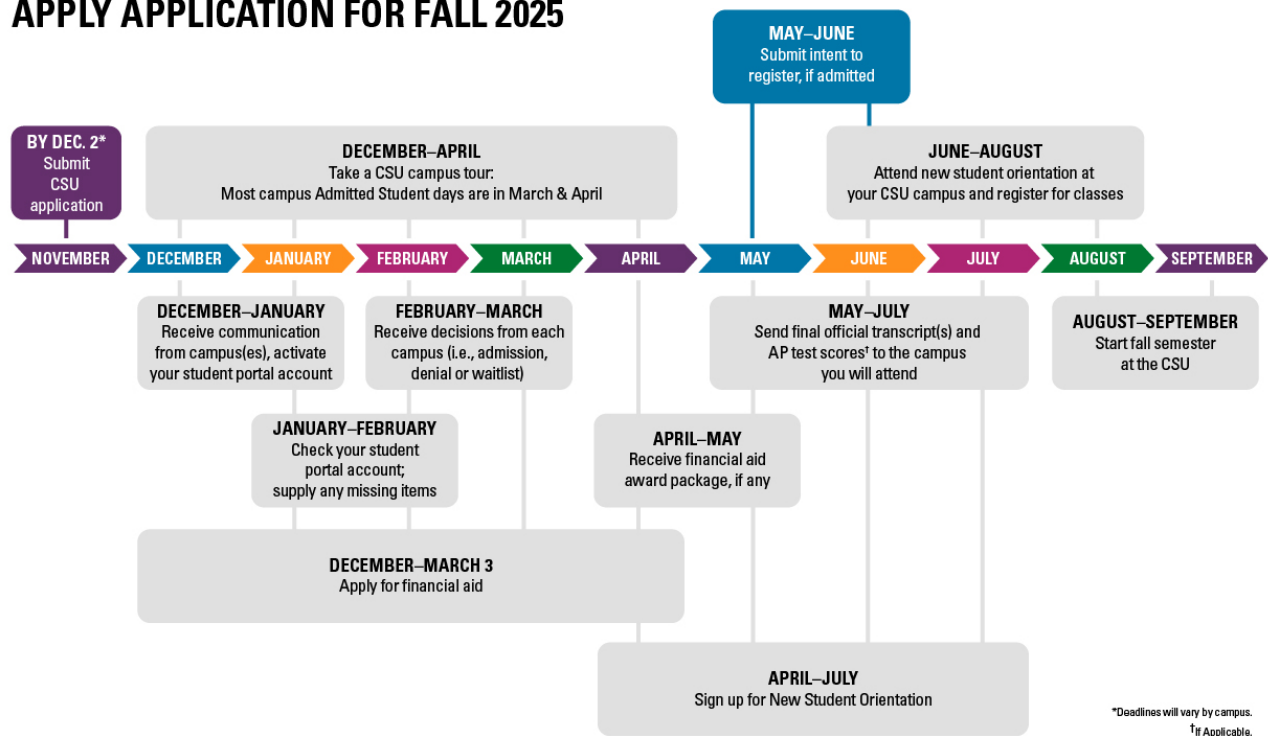 APPLY APPLICATION FOR FALL 2025
MAY–JUNE
Submit intent to
register, if admitted
BY DEC. 2*
Submit
CSU
application
DECEMBER–APRIL
Take a CSU campus tour:
Most campus Admitted Student days are in March & April
JUNE–AUGUST
Attend new student orientation at
your CSU campus and register for classes
NOVEMBER
DECEMBER
JANUARY
FEBRUARY
MARCH
APRIL
MAY
JUNE
JULY
AUGUST
SEPTEMBER
DECEMBER–JANUARY
Receive communication
from campus(es), activate
your student portal account
FEBRUARY–MARCH
Receive decisions from each
campus (i.e., admission,
denial or waitlist)
MAY–JULY
Send final official transcript(s) and
AP test scores† to the campus
you will attend
AUGUST–SEPTEMBER
Start fall semester
at the CSU
JANUARY–FEBRUARY
Check your student
portal account;
supply any missing items
APRIL–MAY
Receive financial aid
award package, if any
DECEMBER–MARCH 3
Apply for financial aid
APRIL–JULY
Sign up for New Student Orientation
*Deadlines will vary by campus.
†If Applicable.